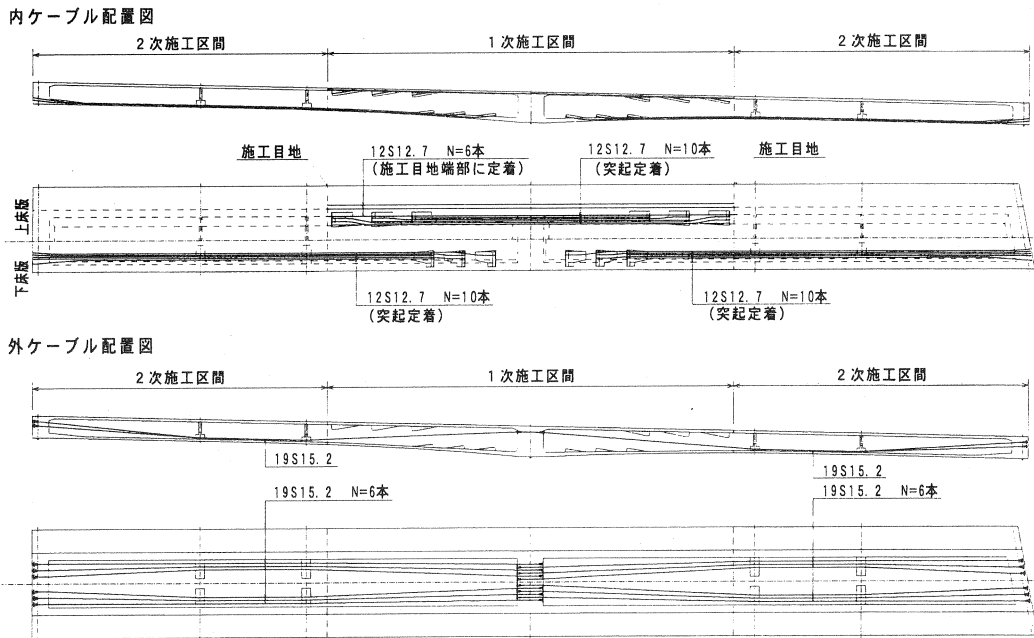 内ケーブル配置図
2次施工区間
1次施工区間
2次施工区間
施工目地
12S12.7 N=6本
(施工目地端部に定着)
12S12.7 N=10本
(突起定着)
施工目地
上床版
下床版
12S12.7 N=10本
(突起定着)
12S12.7 N=10本
(突起定着)
外ケーブル配置図
2次施工区間
1次施工区間
2次施工区間
19S15.2
19S15.2
19S15.2 N=6本
19S15.2 N=6本